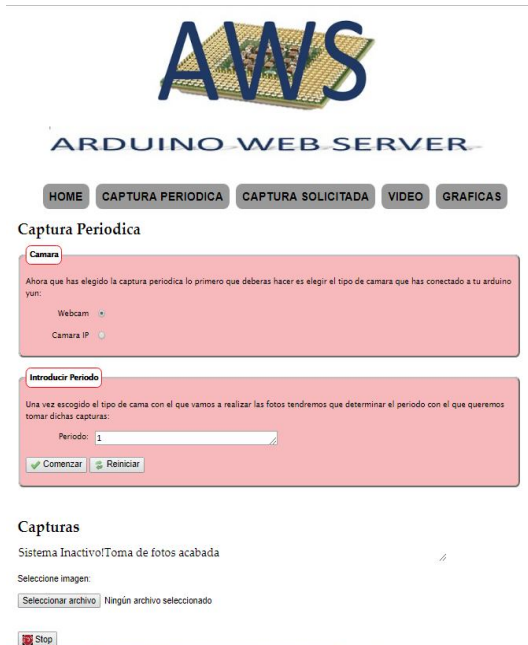 AWS
ARDUINO WEB SERVER
HOME CAPTURA PERIODICA CAPTURA SOLICITADA VIDEO GRAFICAS
Captura Periodica
Camara
Ahora que has elegido la captura periodica lo primero que deberas hacer es elegir el tipo de camara que has conectado a tu arduino
yun:
Webcam
Camara IP
Introducir Periodo
Una vez escogido el tipo de cama con el que vamos a realizar las fotos tendremos que determinar el periodo con el que queremos
tomar dichas capturas:
Periodo: 1
Comenzar Reiniciar
Capturas
Sistema Inactivo!Toma de fotos acabada
Seleccione imagen:
Seleccionar archivo Ningún archivo seleccionado
Stop